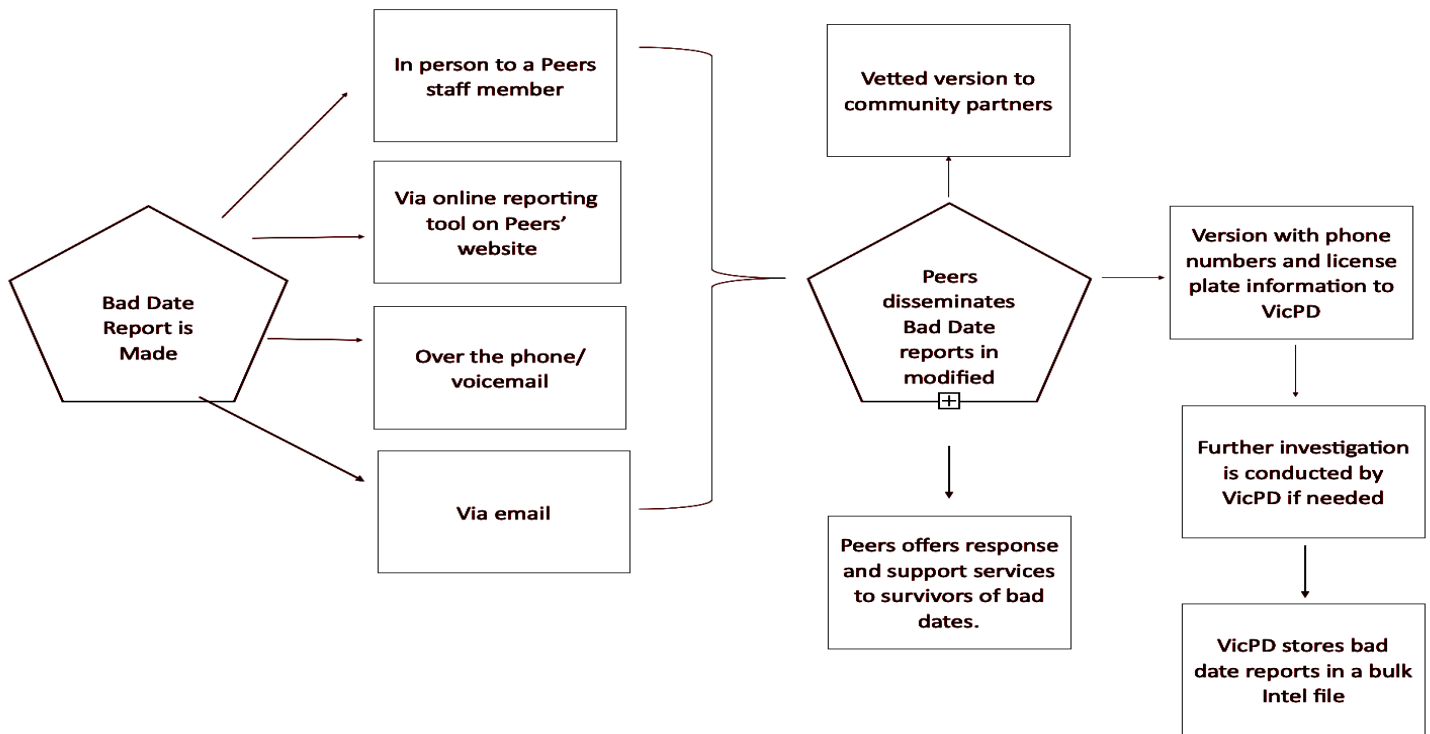 Bad Date
Report is
Made
In person to a Peers
staff member
Via online reporting
tool on Peers’
website
Over the phone/
voicemail
Via email
Peers
disseminates
Bad Date
reports in
modified
Vetted version to
community partners
Version with phone
numbers and license
plate information to
VicPD
Further investigation
is conducted by
VicPD if needed
VicPD stores bad
date reports in a bulk
Intel file
Peers offers response
and support services
to survivors of bad
dates.